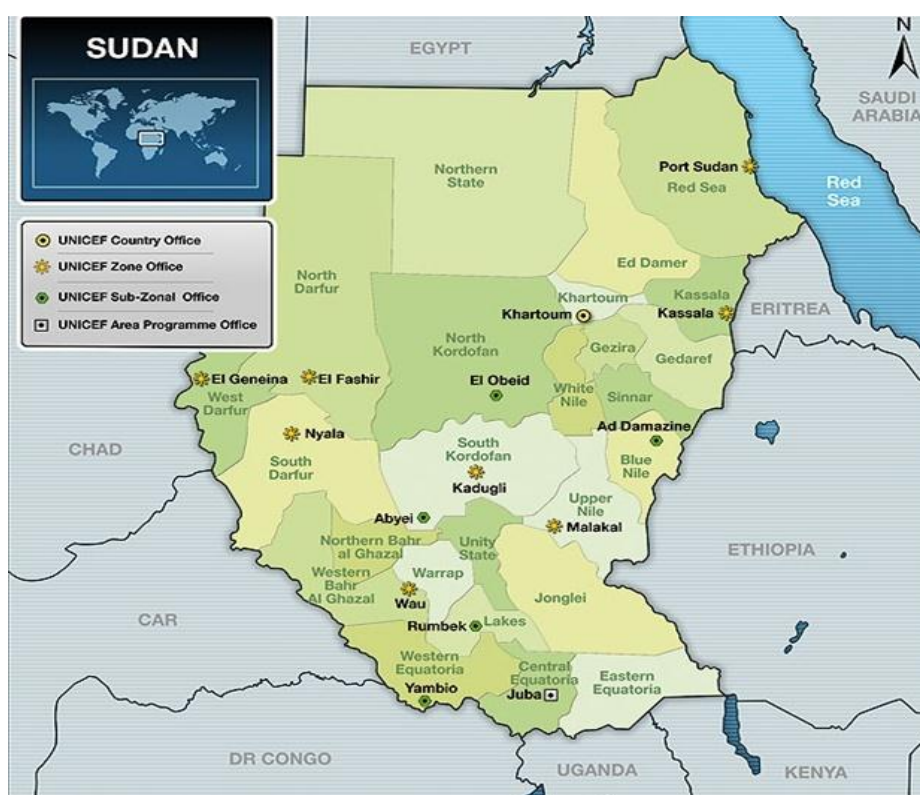 SUDAN
UNICEF Country Office
UNICEF Zone Office
UNICEF Sub-Zonal Office
UNICEF Area Programme Office
EGYPT
N
SAUDI
ARABIA
Red
Sea
Northern
State
Port Sudan
Red Sea
North
Darfur
Ed Damer
Khartoum
Khartoum
Kassala
Kassala
ERITREA
North
Kordofan
Gezira
Gedaref
El Geneina
El Fashir
West
Darfur
El Obeid
White
Nile
Sinnar
Ad Damazine
Blue
Nile
Nyala
South
Darfur
CHAD
South
Kordofan
Kadugli
Upper
Nile
Malakal
Abyei
Northern Bahr
al Ghazal
Unity
State
ETHIOPIA
Western
Bahr
Al Ghazal
Warrap
Wau
Jonglei
CAR
Rumbek
Lakes
Western
Equatoria
Yambio
Central
Equatoria
Juba
Eastern
Equatoria
DR CONGO
UGANDA
KENYA